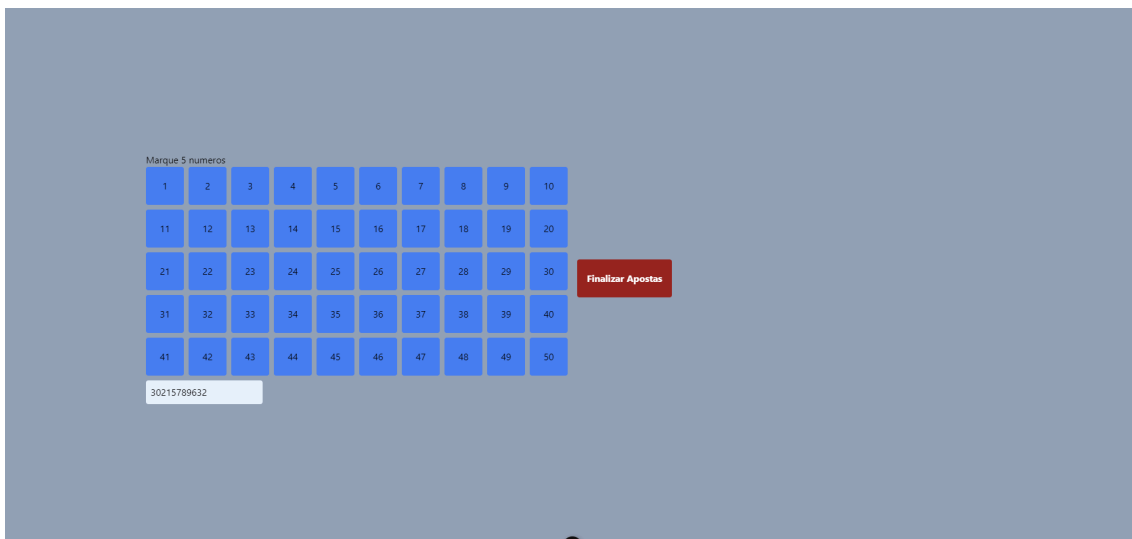 Marque 5 numeros
1 2 3 4 5 6 7 8 9 10
11 12 13 14 15 16 17 18 19 20
21 22 23 24 25 26 27 28 29 30
Finalizar Apostas
31 32 33 34 35 36 37 38 39 40
41 42 43 44 45 46 47 48 49 50
30215789632